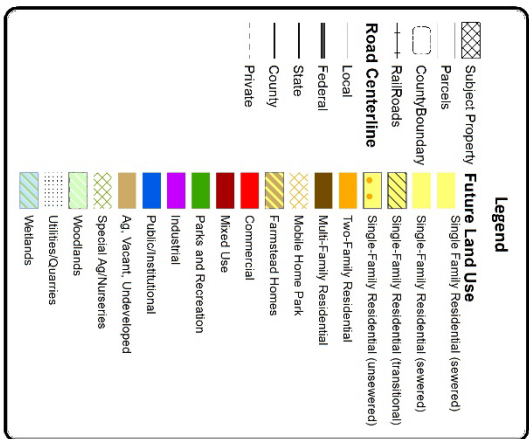 Legend
Subject Property
Parcels
CountyBoundary
RailRoads
Road Centerline
Local
Federal
State
County
Private
Future Land Use
Single Family Residential (sewered)
Single-Family Residential (sewered)
Single-Family Residential (transitional)
Single-Family Residential (unsewered)
Two-Family Residential
Multi-Family Residential
Mobile Home Park
Farmstead Homes
Commercial
Mixed Use
Parks and Recreation
Industrial
Public/Institutional
Ag, Vacant, Undeveloped
Special Ag/Nurseries
Woodlands
Utilities/Quarries
Wetlands